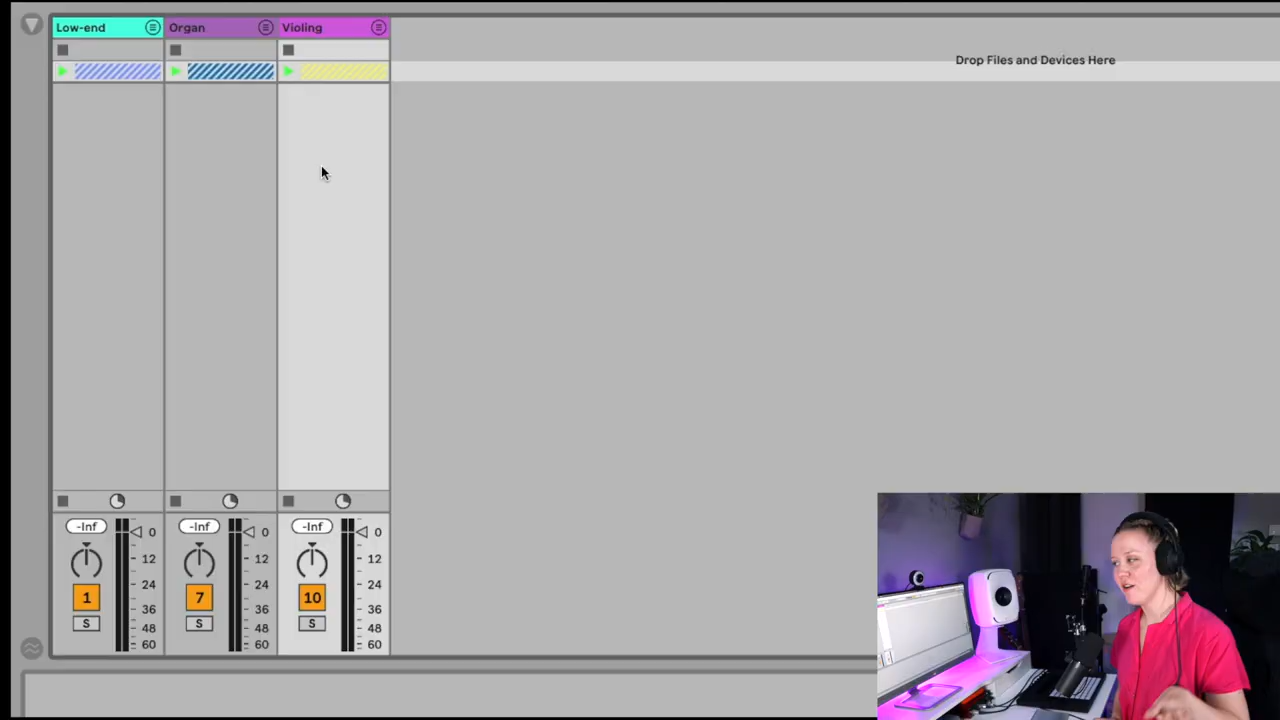 Low-end Organ Violing
Drop Files and Devices Here
-Inf 0 -Inf 0 -Inf 0
12 12 12
24 24 24
1 36 7 36 10 36
S 48 S 48 S 48
60 60 60